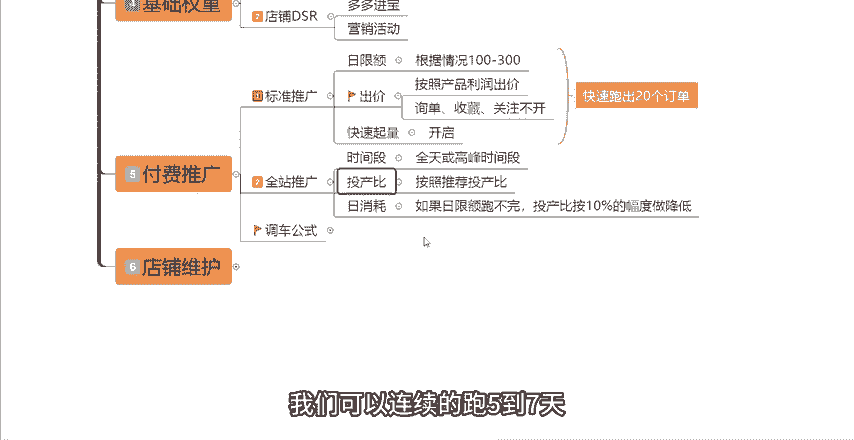 多多进宝
4 基础权重
7 店铺DSR
营销活动
日限额
根据情况100-300
按照产品利润出价
1 标准推广
出价
快速跑出20个订单
询单、收藏、关注不开
快速起量
开启
时间段
全天或高峰时间段
5 付费推广
2 全站推广
投产比
按照推荐投产比
日消耗
如果日限额跑不完，投产比按10%的幅度做降低
调车公式
6 店铺维护
我们可以连续的跑5到7天